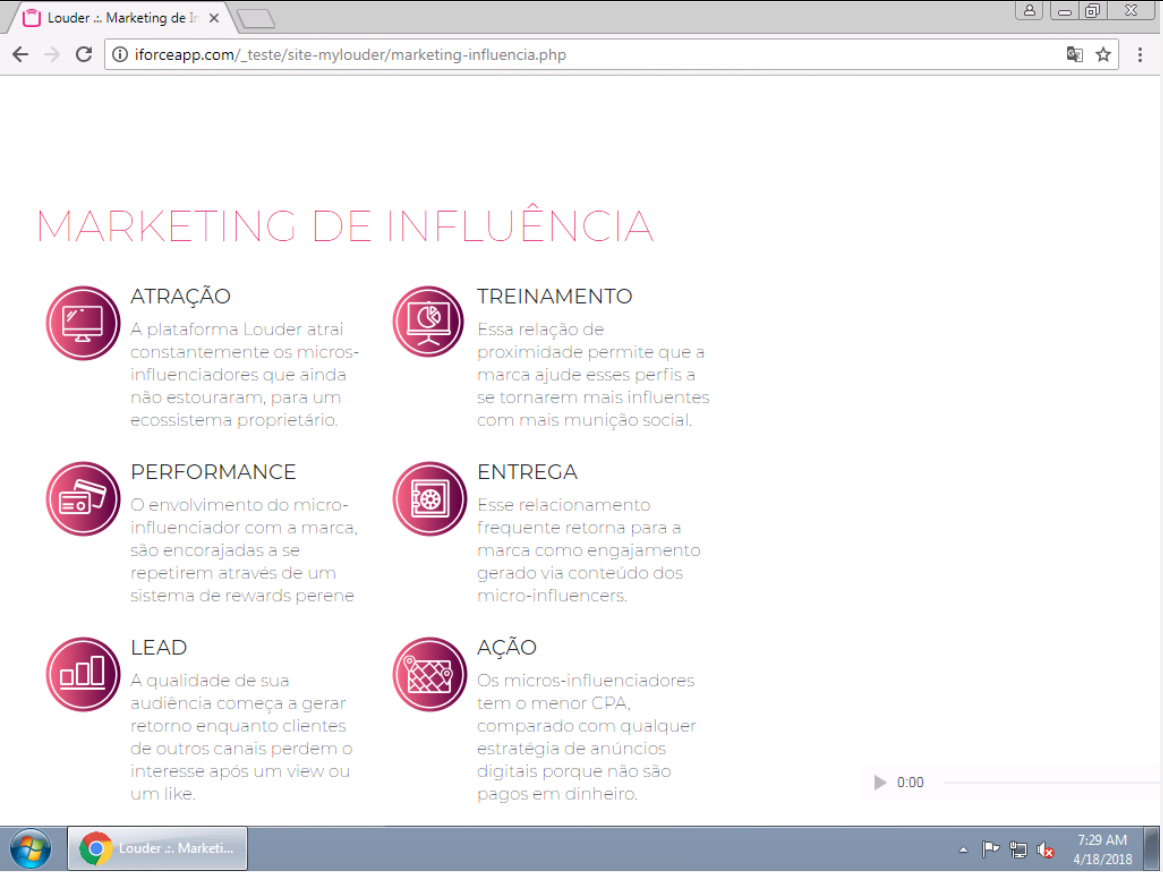 Louder .:. Marketing de In
iforceapp.com/_teste/site-mylouder/marketing-influencia.php
MARKETING DE INFLUÊNCIA
ATRAÇÃO
A plataforma Louder atrai
constantemente os micros-
influenciadores que ainda
não estouraram, para um
ecossistema proprietário.
TREINAMENTO
Essa relação de
proximidade permite que a
marca ajude esses perfis a
se tornarem mais influentes
com mais munição social.
PERFORMANCE
O envolvimento do micro-
influenciador com a marca,
são encorajadas a se
repetirem através de um
sistema de rewards perene
ENTREGA
Esse relacionamento
frequente retorna para a
marca como engajamento
gerado via conteúdo dos
micro-influencers.
LEAD
A qualidade de sua
audiência começa a gerar
retorno enquanto clientes
de outros canais perdem o
interesse após um view ou
um like.
AÇÃO
Os micros-influenciadores
tem o menor CPA,
comparado com qualquer
estratégia de anúncios
digitais porque não são
pagos em dinheiro.
0:00
Louder .:. Marketi...
7:29 AM
4/18/2018